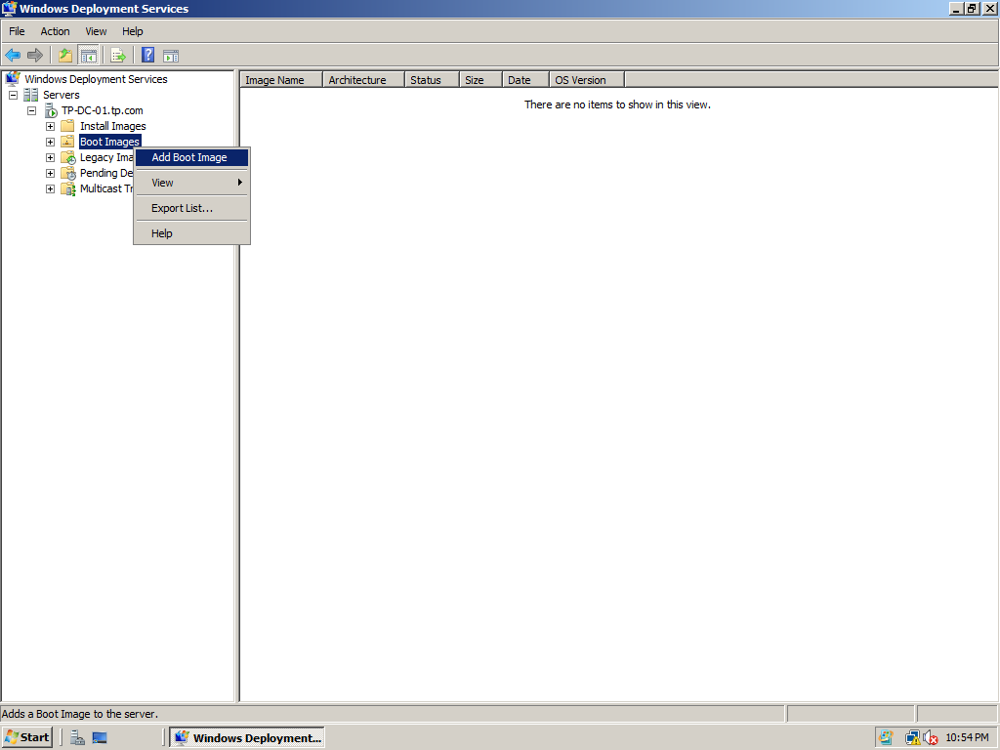 Windows Deployment Services
File Action View Help
Windows Deployment Services
Servers
TP-DC-01.tp.com
Install Images
Boot Images
Legacy Ima
Pending De
Multicast Tr
Add Boot Image
View
Export List...
Help
Image Name Architecture Status Size Date OS Version
There are no items to show in this view.
Adds a Boot Image to the server.
Start Windows Deployment... 10:54 PM